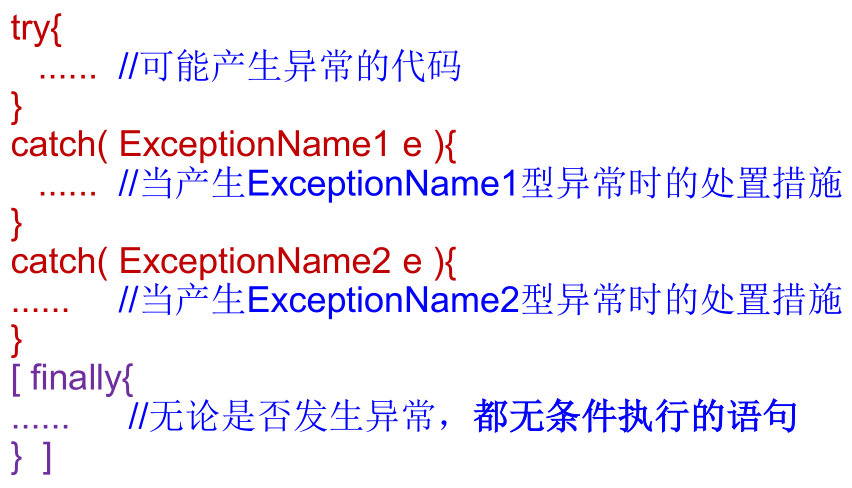 try{
...... //可能产生异常的代码
}
catch( ExceptionName1 e ){
...... //当产生ExceptionName1型异常时的处置措施
}
catch( ExceptionName2 e ){
...... //当产生ExceptionName2型异常时的处置措施
}
[ finally{
...... //无论是否发生异常，都无条件执行的语句
} ]